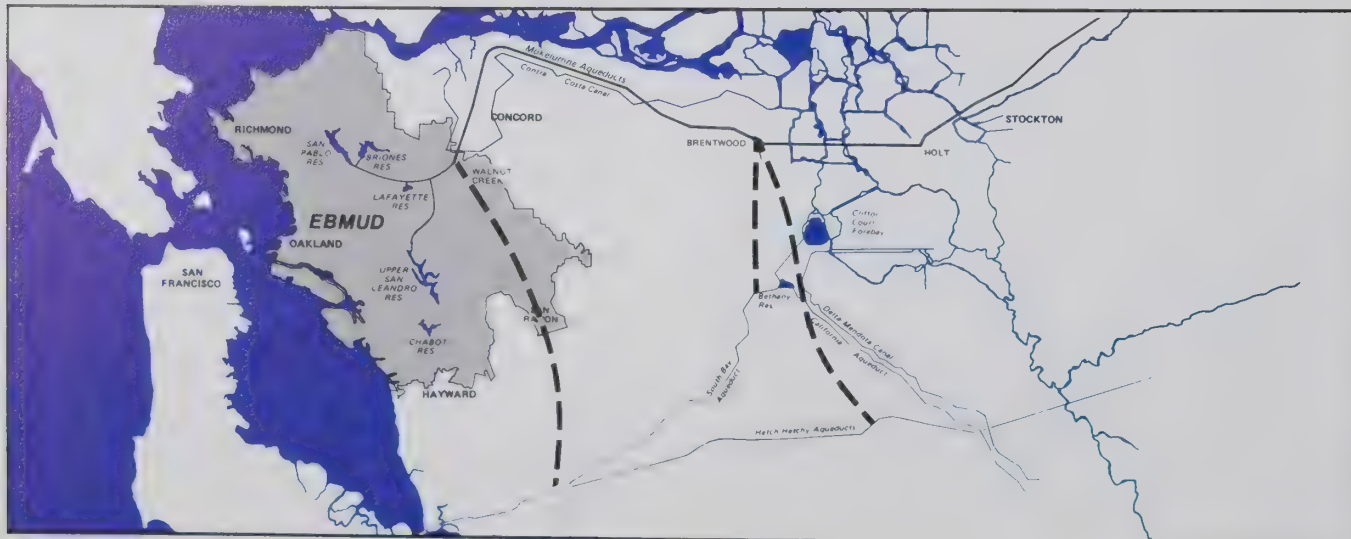 Mokelumne Aqueducts
Contra Costa Canal
CONCORD
RICHMOND
STOCKTON
SAN
PABLO
RES
BRIONES
RES
BRENTWOOD
HOLT
WALNUT
CREEK
LAFAYETTE
RES
EBMUD
Clifton
Court
Forebay
OAKLAND
SAN
FRANCISCO
UPPER
SAN
LEANDRO
RES
Bethany
Res
SAN
RAMON
CHABOT
RES
Delta Mendota Canal
California Aqueduct
South Bay
Aqueduct
HAYWARD
Hetch Hetchy Aqueducts